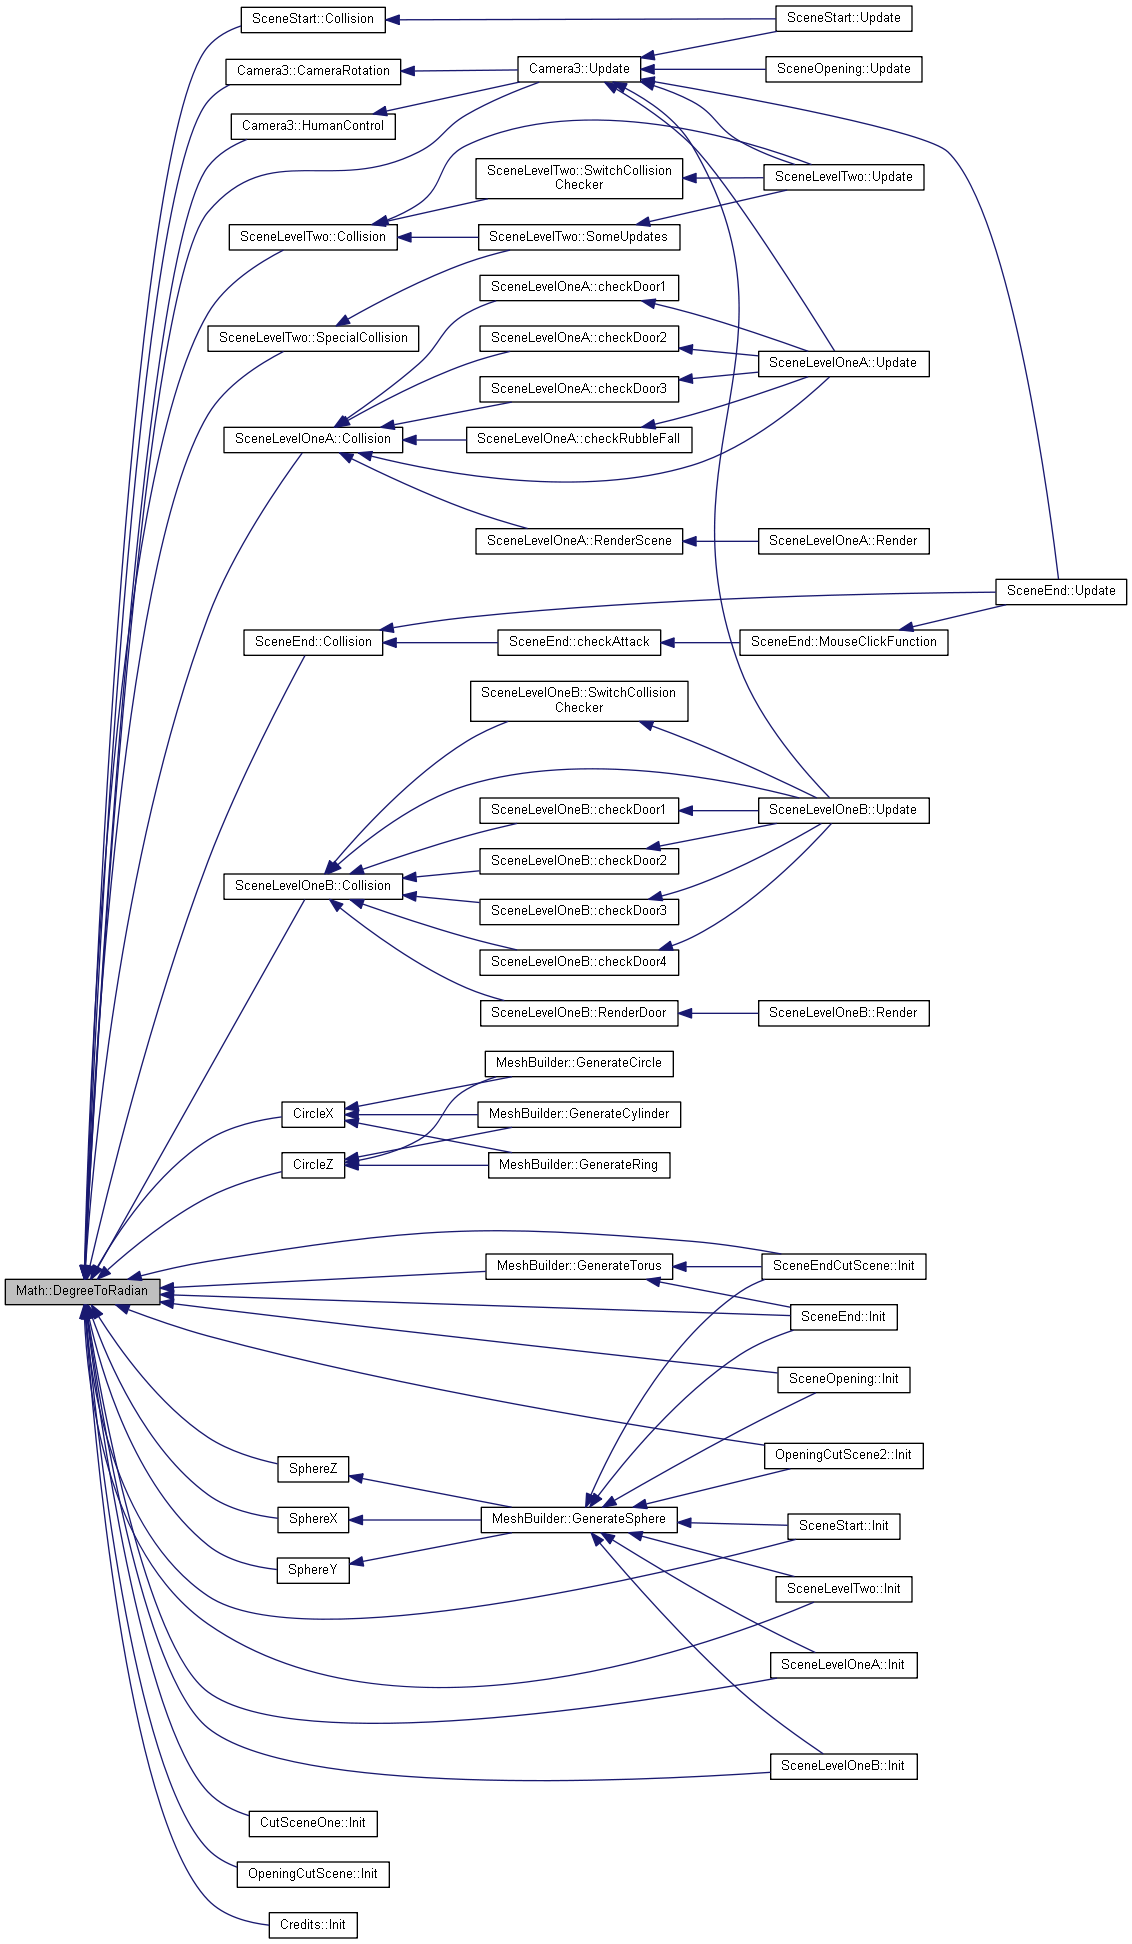 SceneStart::Collision
SceneStart::Update
Camera3::CameraRotation
Camera3::Update
SceneOpening::Update
Camera3::HumanControl
SceneLevelTwo::SwitchCollision
Checker
SceneLevelTwo::Update
SceneLevelTwo::Collision
SceneLevelTwo::SomeUpdates
SceneLevelOneA::checkDoor1
SceneLevelTwo::SpecialCollision
SceneLevelOneA::checkDoor2
SceneLevelOneA::Update
SceneLevelOneA::checkDoor3
SceneLevelOneA::Collision
SceneLevelOneA::checkRubbleFall
SceneLevelOneA::RenderScene
SceneLevelOneA::Render
SceneEnd::Update
SceneEnd::Collision
SceneEnd::checkAttack
SceneEnd::MouseClickFunction
SceneLevelOneB::SwitchCollision
Checker
SceneLevelOneB::checkDoor1
SceneLevelOneB::Update
SceneLevelOneB::checkDoor2
SceneLevelOneB::Collision
SceneLevelOneB::checkDoor3
SceneLevelOneB::checkDoor4
SceneLevelOneB::RenderDoor
SceneLevelOneB::Render
MeshBuilder::GenerateCircle
CircleX
MeshBuilder::GenerateCylinder
CircleZ
MeshBuilder::GenerateRing
MeshBuilder::GenerateTorus
SceneEndCutScene::Init
Math::DegreeToRadian
SceneEnd::Init
SceneOpening::Init
OpeningCutScene2::Init
SphereZ
SphereX
MeshBuilder::GenerateSphere
SceneStart::Init
SphereY
SceneLevelTwo::Init
SceneLevelOneA::Init
SceneLevelOneB::Init
CutSceneOne::Init
OpeningCutScene::Init
Credits::Init